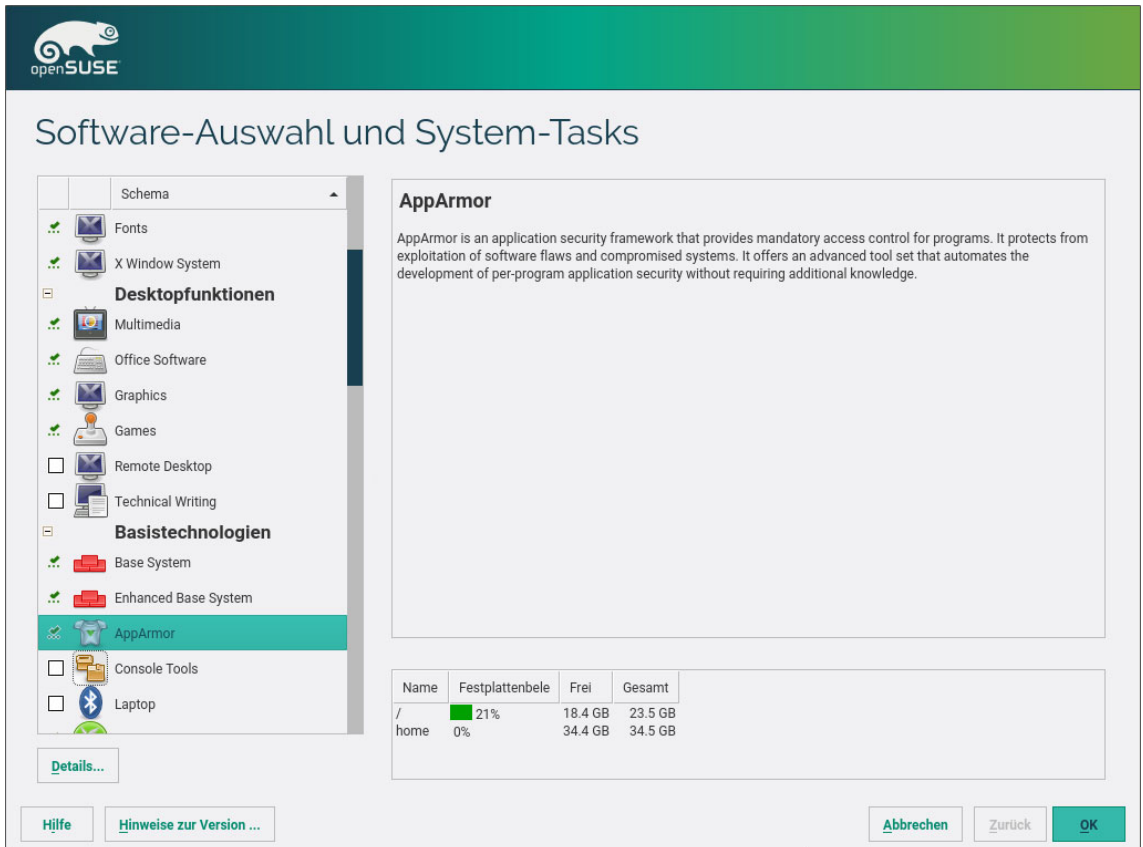 openSUSE
Software-Auswahl und System-Tasks
Schema
Fonts
X Window System
Desktopfunktionen
Multimedia
Office Software
Graphics
Games
Remote Desktop
Technical Writing
Basistechnologien
Base System
Enhanced Base System
AppArmor
Console Tools
Laptop
Details...
AppArmor
AppArmor is an application security framework that provides mandatory access control for programs. It protects from
exploitation of software flaws and compromised systems. It offers an advanced tool set that automates the
development of per-program application security without requiring additional knowledge.
Name Festplattenbele Frei Gesamt
/ 21% 18.4 GB 23.5 GB
home 0% 34.4 GB 34.5 GB
Hilfe Hinweise zur Version ... Abbrechen Zurück OK